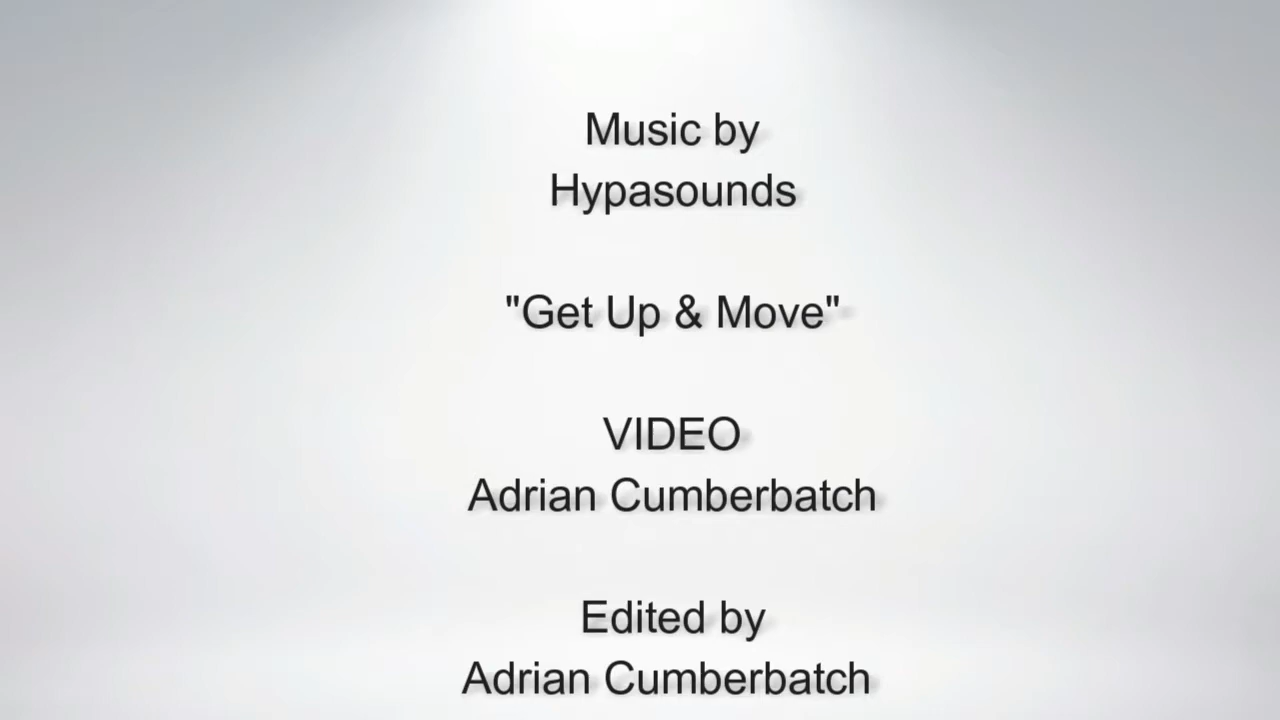 Music by
Hypasounds
"Get Up & Move"
VIDEO
Adrian Cumberbatch
Edited by
Adrian Cumberbatch